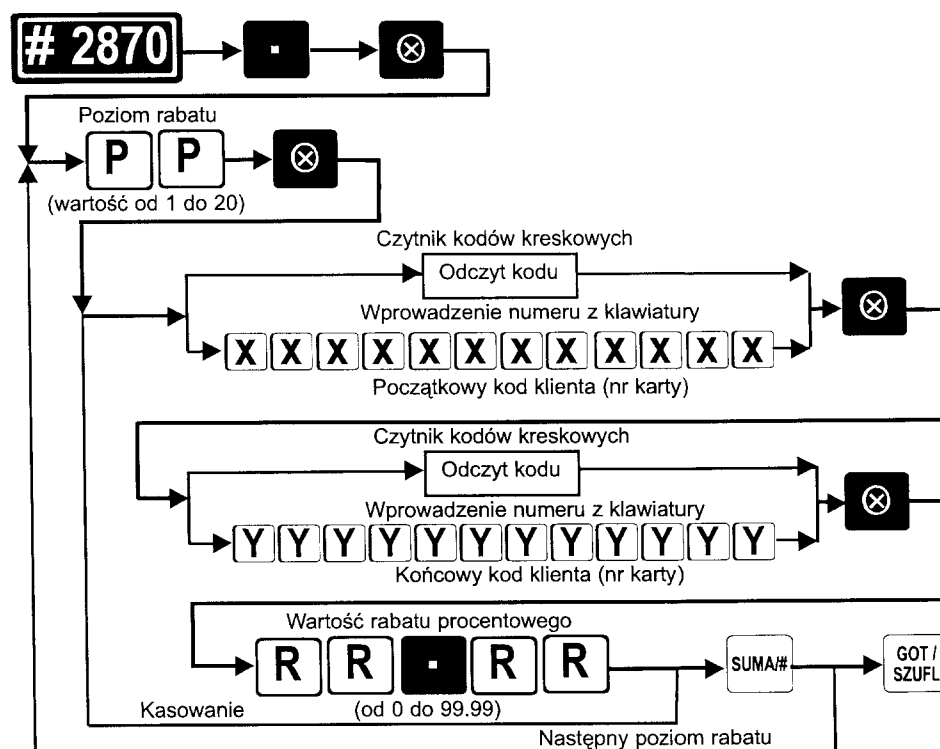 # 2870
Poziom rabatu
P P
(wartość od 1 do 20)
Czytnik kodów kreskowych
Odczyt kodu
Wprowadzenie numeru z klawiatury
X X X X X X X X X X X X
Początkowy kod klienta (nr karty)
Czytnik kodów kreskowych
Odczyt kodu
Wprowadzenie numeru z klawiatury
Y Y Y Y Y Y Y Y Y Y Y Y
Końcowy kod klienta (nr karty)
Wartość rabatu procentowego
R R . R R
SUMA/#
GOT /
SZUFL
Kasowanie
(od 0 do 99.99)
Następny poziom rabatu